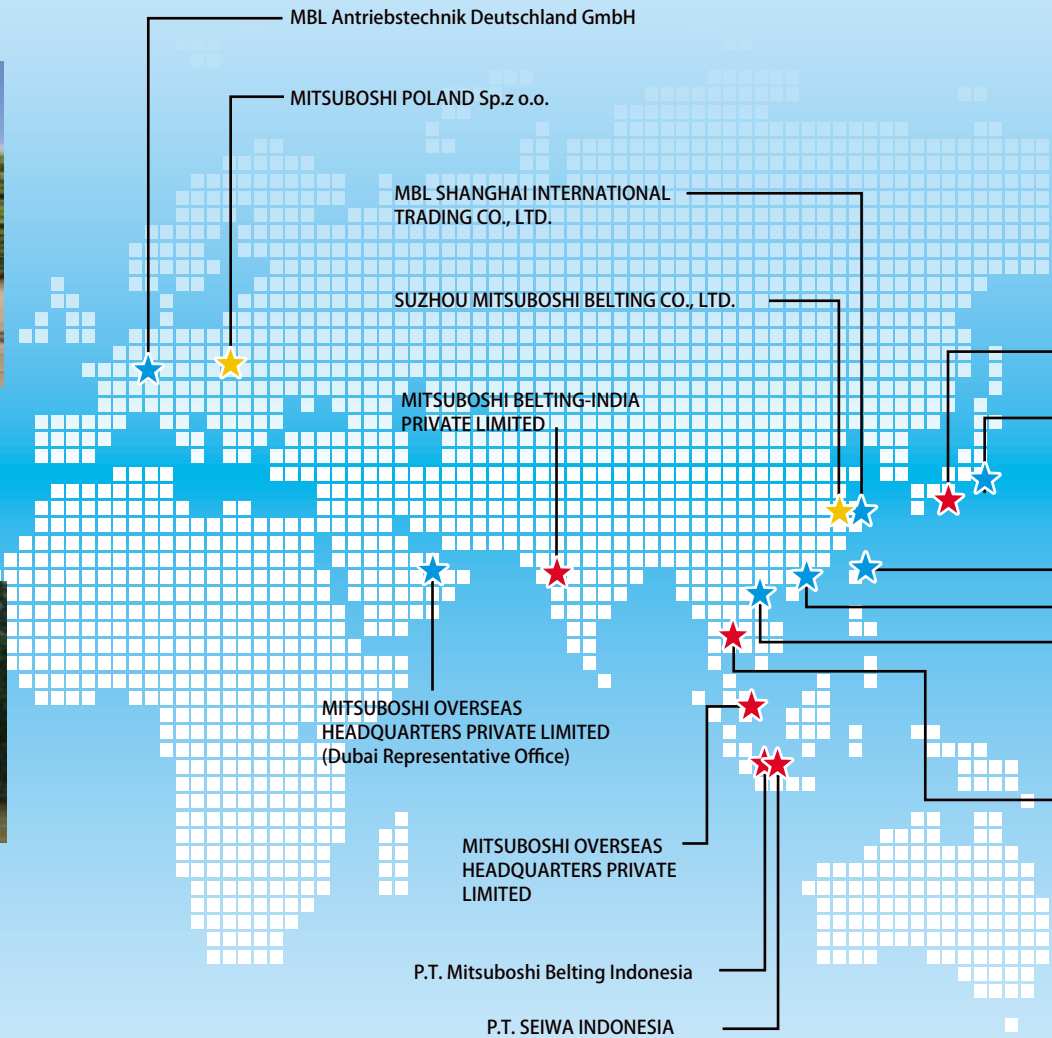 MBL Antriebstechnik Deutschland GmbH
MITSUBOSHI POLAND Sp.z o.o.
MBL SHANGHAI INTERNATIONAL
TRADING CO., LTD.
SUZHOU MITSUBOSHI BELTING CO., LTD.
MITSUBOSHI BELTING-INDIA
PRIVATE LIMITED
MITSUBOSHI OVERSEAS
HEADQUARTERS PRIVATE LIMITED
(Dubai Representative Office)
MITSUBOSHI OVERSEAS
HEADQUARTERS PRIVATE
LIMITED
P.T. Mitsuboshi Belting Indonesia
P.T. SEIWA INDONESIA